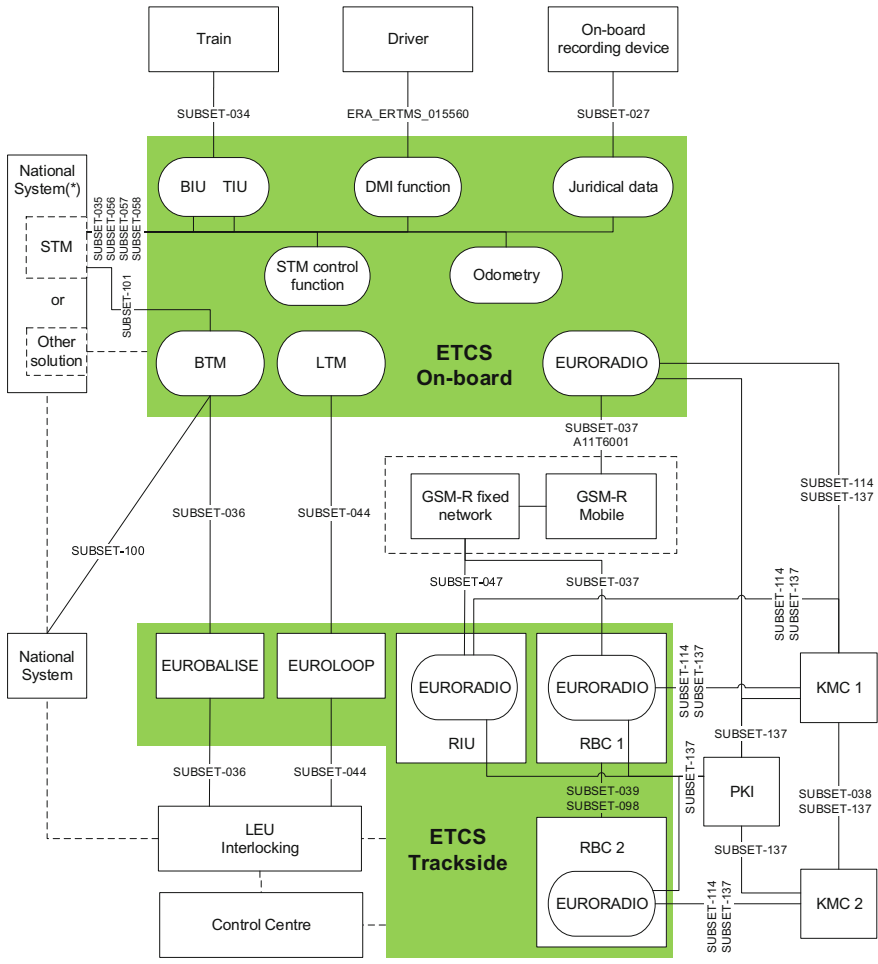 Train
Driver
On-board
recording device
SUBSET-034
ERA_ERTMS_015560
SUBSET-027
National
System(*)
STM
or
Other
solution
SUBSET-035
SUBSET-056
SUBSET-057
SUBSET-058
SUBSET-101
BIU TIU
DMI function
Juridical data
STM control
function
Odometry
BTM
LTM
ETCS
On-board
EURORADIO
SUBSET-037
A11T6001
GSM-R fixed
network
GSM-R
Mobile
SUBSET-114
SUBSET-137
SUBSET-036
SUBSET-044
SUBSET-100
SUBSET-047
SUBSET-037
SUBSET-114
SUBSET-137
National
System
EUROBALISE
EUROLOOP
EURORADIO
RIU
EURORADIO
RBC 1
SUBSET-114
SUBSET-137
KMC 1
SUBSET-137
SUBSET-036
SUBSET-044
SUBSET-039
SUBSET-098
SUBSET-137
PKI
SUBSET-038
SUBSET-137
LEU
Interlocking
ETCS
Trackside
RBC 2
EURORADIO
SUBSET-137
SUBSET-114
SUBSET-137
KMC 2
Control Centre